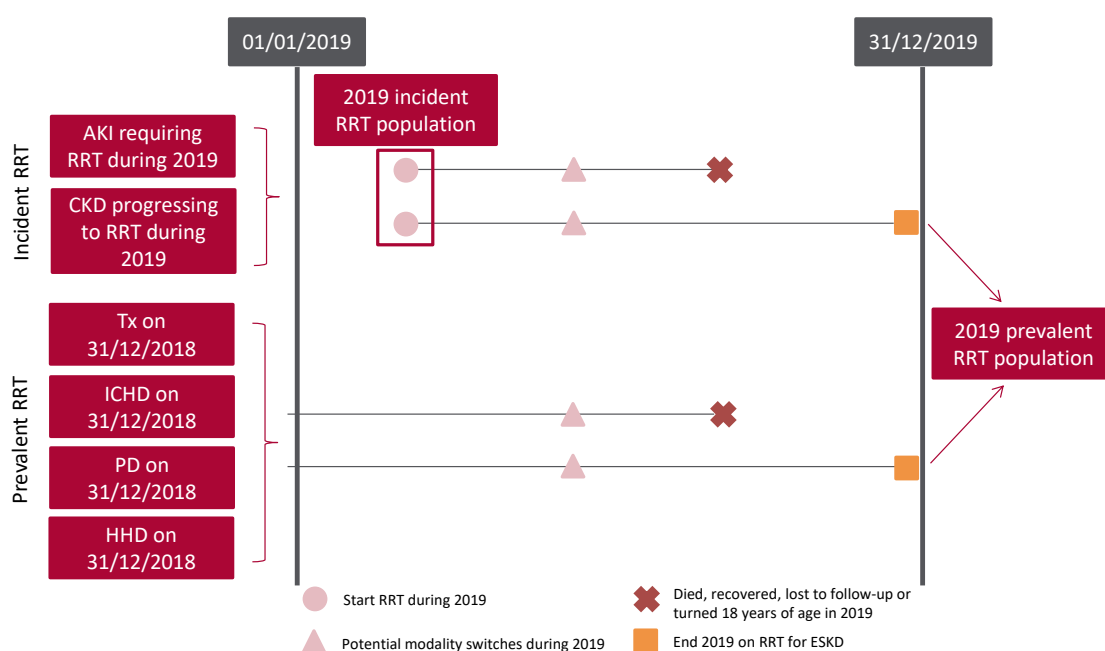 01/01/2019
31/12/2019
2019 incident
RRT population
Incident RRT
AKI requiring
RRT during 2019
CKD progressing
to RRT during
2019
Prevalent RRT
Tx on
31/12/2018
ICHD on
31/12/2018
PD on
31/12/2018
HHD on
31/12/2018
2019 prevalent
RRT population
Start RRT during 2019
Potential modality switches during 2019
Died, recovered, lost to follow-up or
turned 18 years of age in 2019
End 2019 on RRT for ESKD